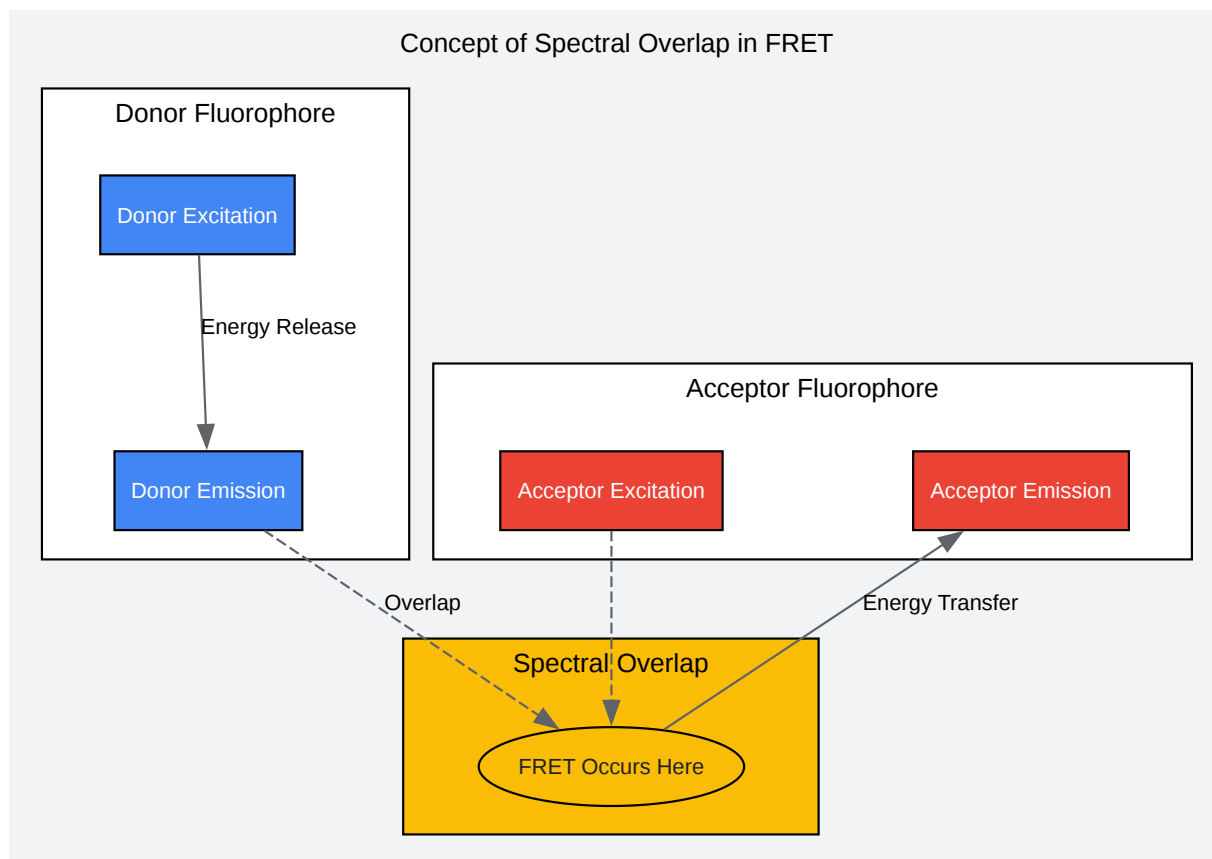 Concept of Spectral Overlap in FRET
Donor Fluorophore
Donor Excitation
Energy Release
Donor Emission
Acceptor Fluorophore
Acceptor Excitation
Acceptor Emission
Overlap
Energy Transfer
Spectral Overlap
FRET Occurs Here